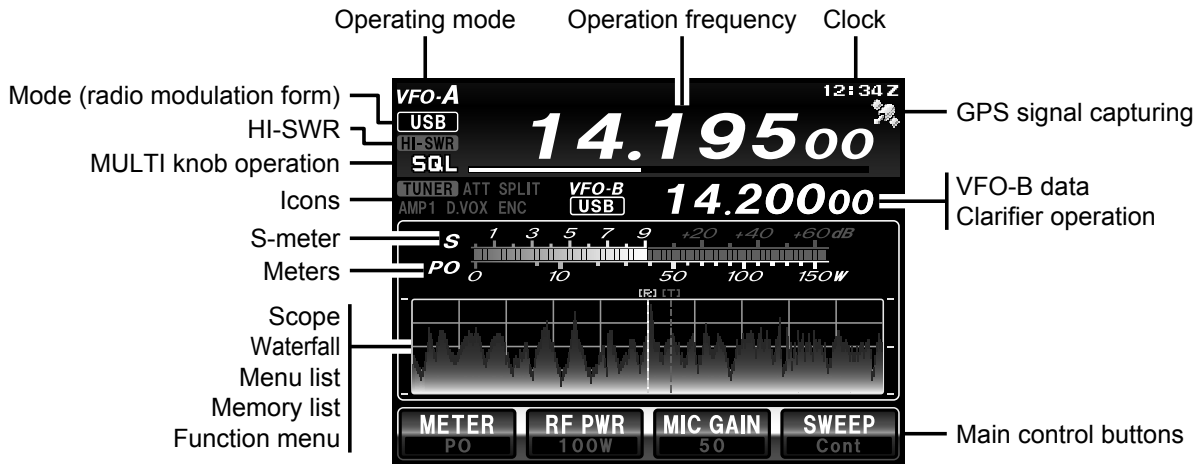 Operating mode
Operation frequency
Clock
Mode (radio modulation form)
HI-SWR
MULTI knob operation
Icons
S-meter
Meters
Scope
Waterfall
Menu list
Memory list
Function menu
VFO-A
12:34Z
USB
HI-SWR
14.19500
SQL
TUNER ATT SPLIT
AMP1 D.VOX ENC
VFO-B
USB
14.20000
S 1 3 5 7 9 +20 +40 +60dB
PO 0 10 50 100 150W
[R] [T]
METER
PO
RF PWR
100W
MIC GAIN
50
SWEEP
Cont
GPS signal capturing
VFO-B data
Clarifier operation
Main control buttons